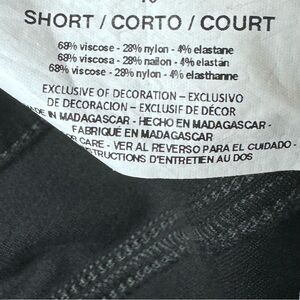 SHORT / CORTO / COURT
68% viscose - 28% nylon - 4% elastane
68% viscosa - 28% nailon - 4% elastán
68% viscose - 28% nylon - 4% elasthanne
EXCLUSIVE OF DECORATION - EXCLUSIVO
DE DECORACION - EXCLUSIF DE DÉCOR
MADE IN MADAGASCAR - HECHO EN MADAGASCAR -
FABRIQUÉ EN MADAGASCAR
FOR CARE - VER AL REVERSO PARA EL CUIDADO -
INSTRUCTIONS D'ENTRETIEN AU DOS